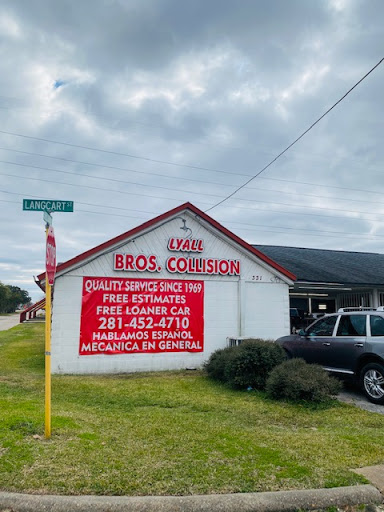 LANGCART ST
LYALL
BROS. COLLISION
331
QUALITY SERVICE SINCE 1969
FREE ESTIMATES
FREE LOANER CAR
281-452-4710
HABLAMOS ESPAÑOL
MECANICA EN GENERAL